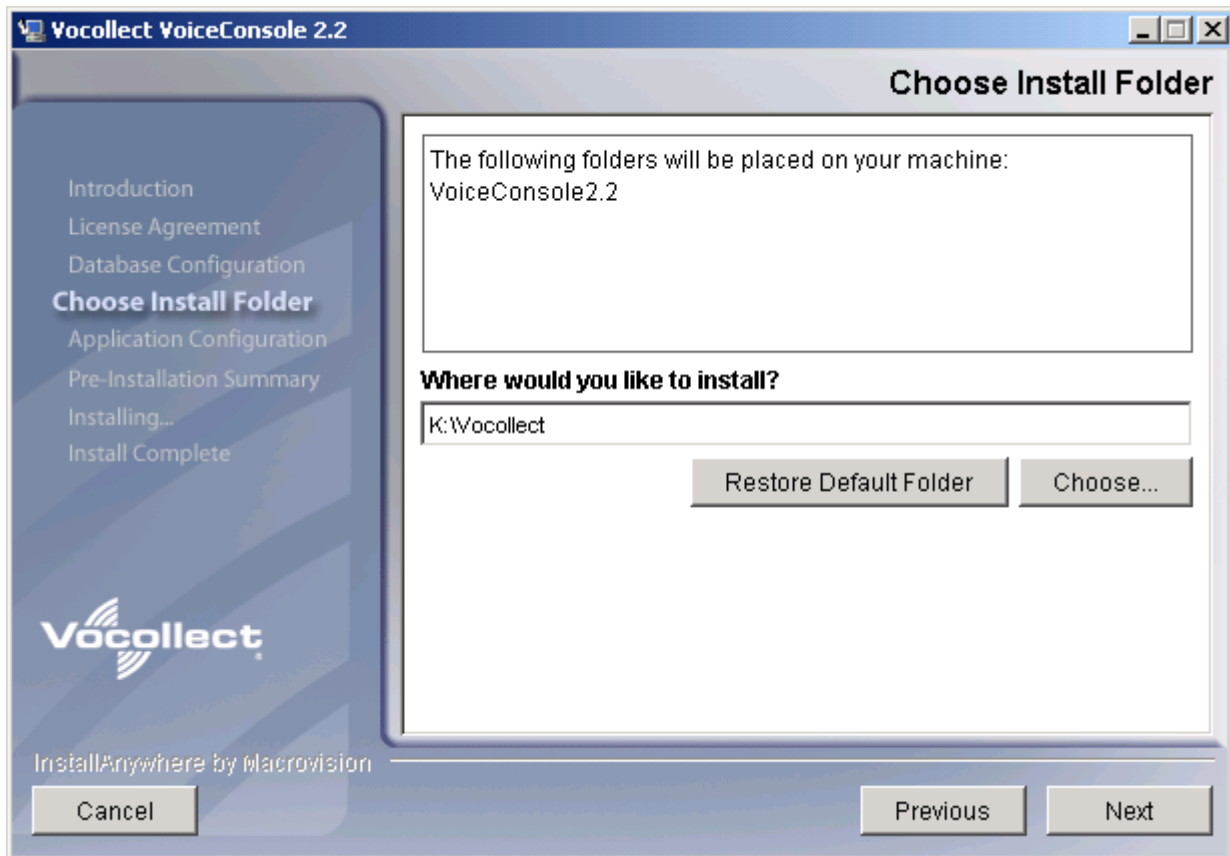 Vocollect VoiceConsole 2.2
Choose Install Folder
Introduction
License Agreement
Database Configuration
Choose Install Folder
Application Configuration
Pre-Installation Summary
Installing...
Install Complete
The following folders will be placed on your machine:
VoiceConsole2.2
Where would you like to install?
K:\Vocollect
Restore Default Folder
Choose...
Vocollect
InstallAnywhere by Macrovision
Cancel
Previous
Next